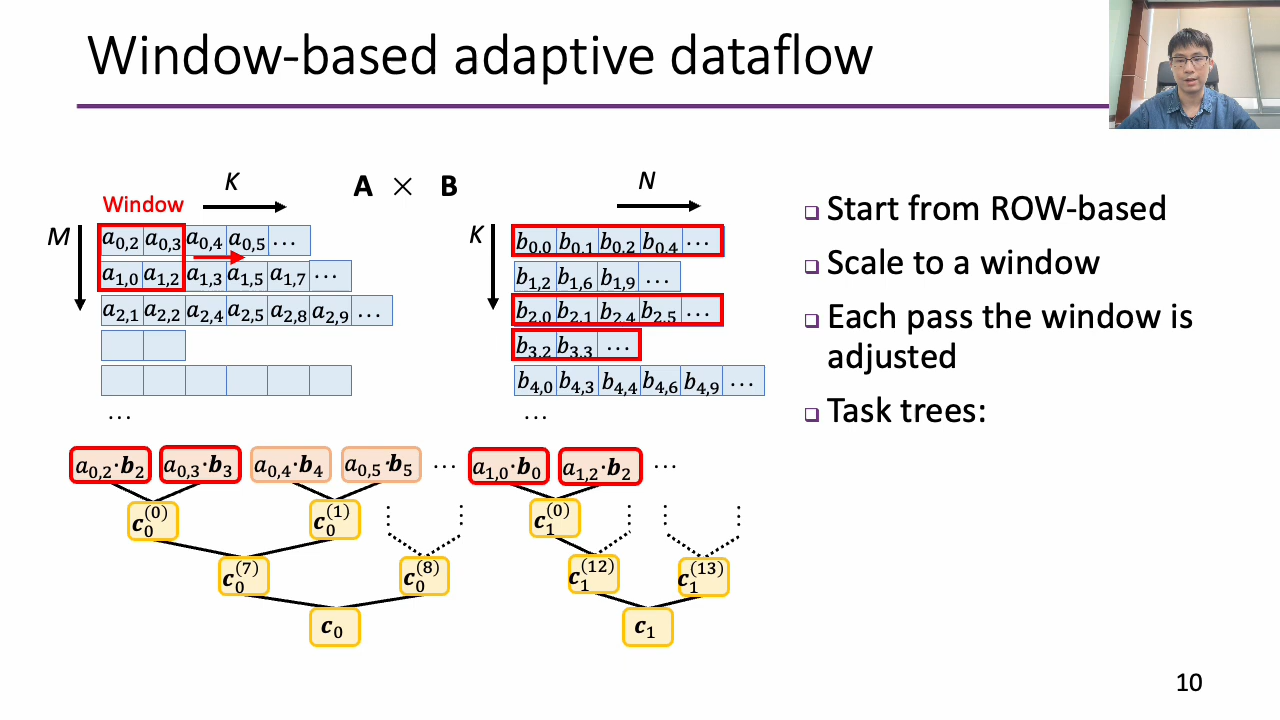 Window-based adaptive dataflow
K
A × B
N
Window
M
a0,2 a0,3 a0,4 a0,5 …
K
b0,0 b0,1 b0,2 b0,4 …
a1,0 a1,2 a1,3 a1,5 a1,7 …
b1,2 b1,6 b1,9 …
a2,1 a2,2 a2,4 a2,5 a2,8 a2,9 …
b2,0 b2,1 b2,4 b2,5 …
b3,2 b3,3 …
b4,0 b4,3 b4,4 b4,6 b4,9 …
…
…
Start from ROW-based
Scale to a window
Each pass the window is
adjusted
Task trees:
a0,2·b2 a0,3·b3 a0,4·b4 a0,5·b5 … a1,0·b0 a1,2·b2 …
c0(0) c0(1) c1(0)
c0(7) c0(8) c1(12) c1(13)
c0 c1
10